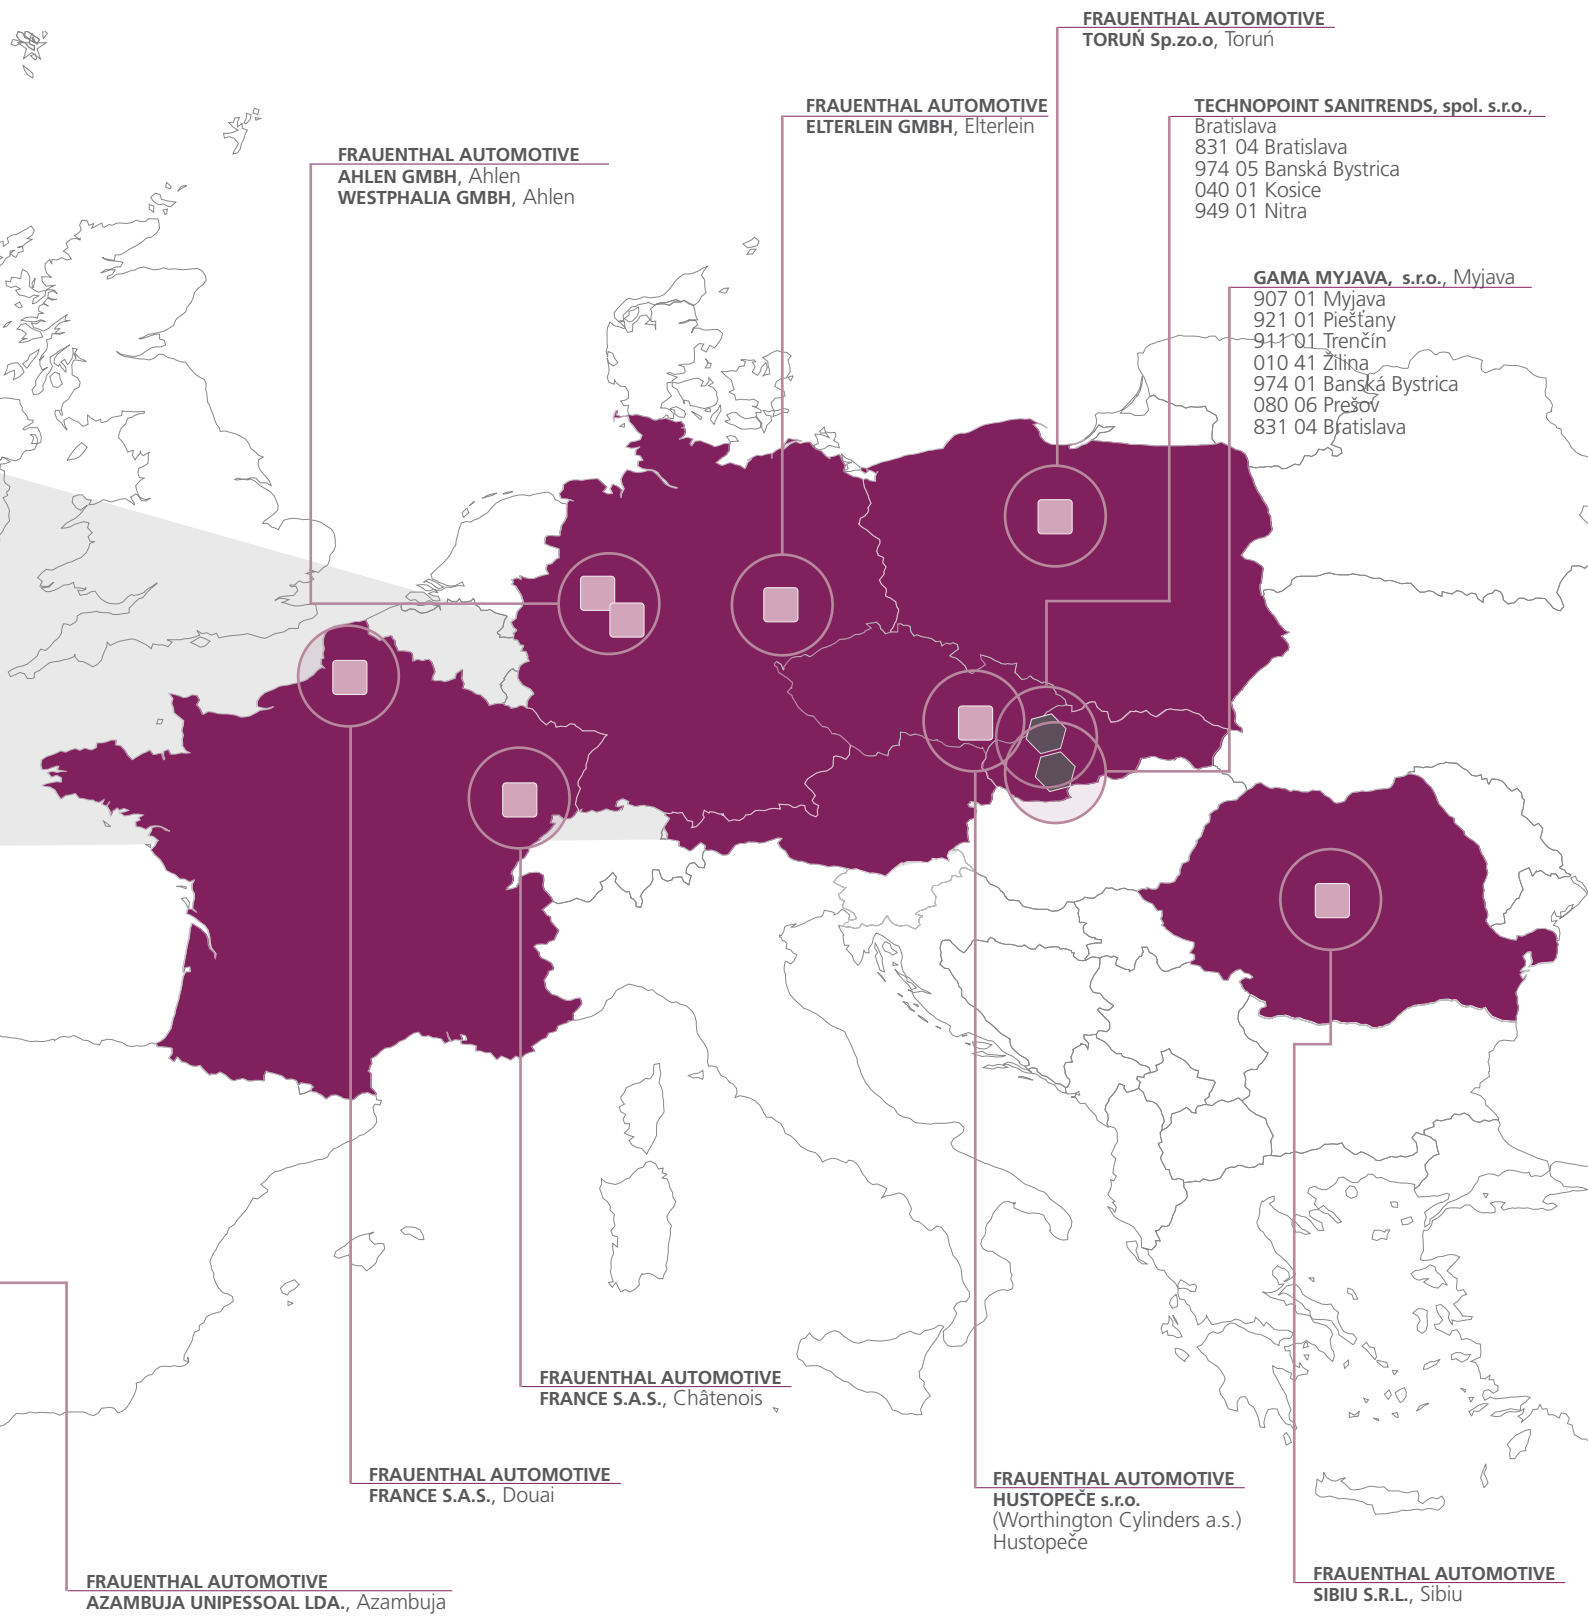 FRAUENTHAL AUTOMOTIVE
TORUŃ Sp.zo.o, Toruń
FRAUENTHAL AUTOMOTIVE
ELTERLEIN GMBH, Elterlein
TECHNOPOINT SANITRENDS, spol. s.r.o.,
Bratislava
831 04 Bratislava
974 05 Banská Bystrica
040 01 Kosice
949 01 Nitra
FRAUENTHAL AUTOMOTIVE
AHLEN GMBH, Ahlen
WESTPHALIA GMBH, Ahlen
GAMA MYJAVA, s.r.o., Myjava
907 01 Myjava
921 01 Piešťany
911 01 Trenčín
010 41 Žilina
974 01 Banská Bystrica
080 06 Prešov
831 04 Bratislava
FRAUENTHAL AUTOMOTIVE
FRANCE S.A.S., Châtenois
FRAUENTHAL AUTOMOTIVE
FRANCE S.A.S., Douai
FRAUENTHAL AUTOMOTIVE
HUSTOPEČE s.r.o.
(Worthington Cylinders a.s.)
Hustopeče
FRAUENTHAL AUTOMOTIVE
SIBIU S.R.L., Sibiu
FRAUENTHAL AUTOMOTIVE
AZAMBUJA UNIPESSOAL LDA., Azambuja